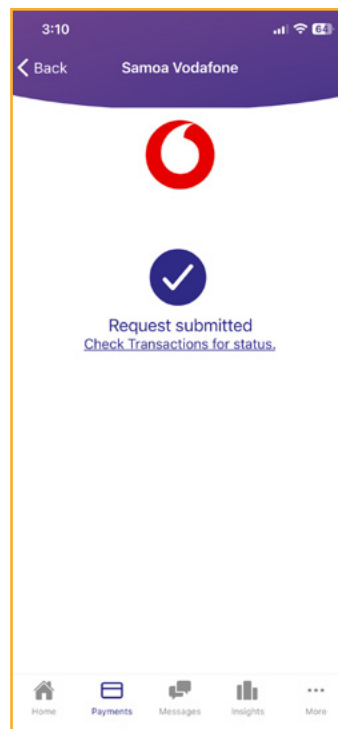 3:10
64
Back
Samoa Vodafone
Request submitted
Check Transactions for status.
Home
Payments
Messages
Insights
More